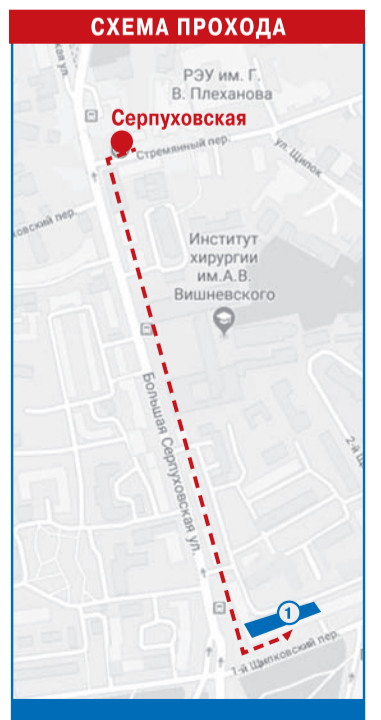 СХЕМА ПРОХОДА
РЭУ им. Г.
В. Плеханова
Серпуховская
Стремянный пер.
ул. Щипок
Институт
хирургии
им.А.В.
Вишневского
Большая Серпуховская ул.
1
1-й Щипковский пер.